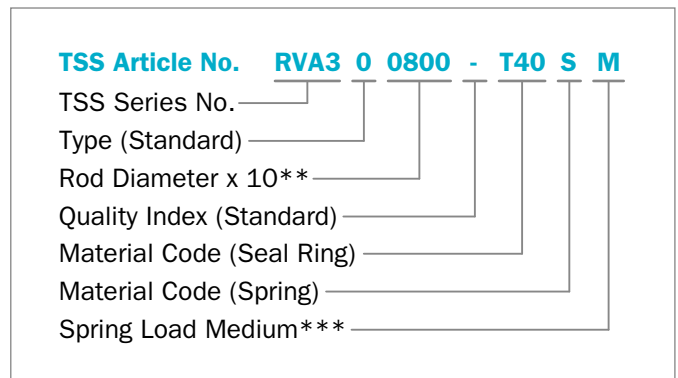 TSS Article No. RVA3 0 0800 - T40 S M
TSS Series No.
Type (Standard)
Rod Diameter x 10**
Quality Index (Standard)
Material Code (Seal Ring)
Material Code (Spring)
Spring Load Medium***